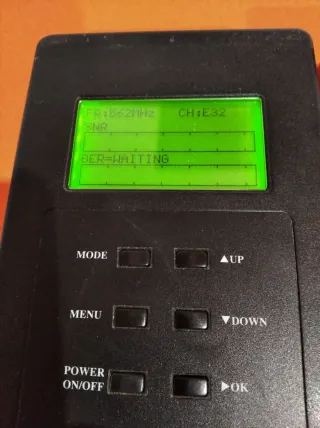 FR:562MHz CH:E32
SNR
BER=WAITING
MODE ▲UP
MENU ▼DOWN
POWER
ON/OFF ▶OK